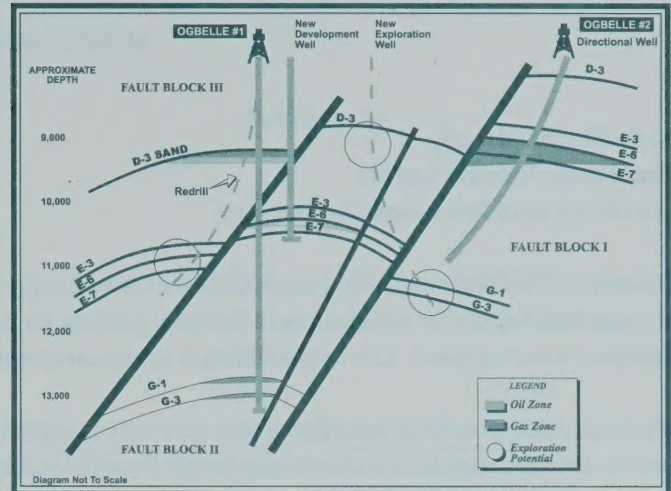 OGBELLE #1
New
Development
Well
New
Exploration
Well
OGBELLE #2
Directional Well
APPROXIMATE
DEPTH
FAULT BLOCK III
D-3
D-3
9,000
D-3 SAND
E-3
E-6
E-7
Redrill
10,000
E-3
E-6
E-7
FAULT BLOCK I
11,000
E-3
E-6
E-7
G-1
G-3
12,000
13,000
G-1
G-3
FAULT BLOCK II
LEGEND
Oil Zone
Gas Zone
Exploration
Potential
Diagram Not To Scale